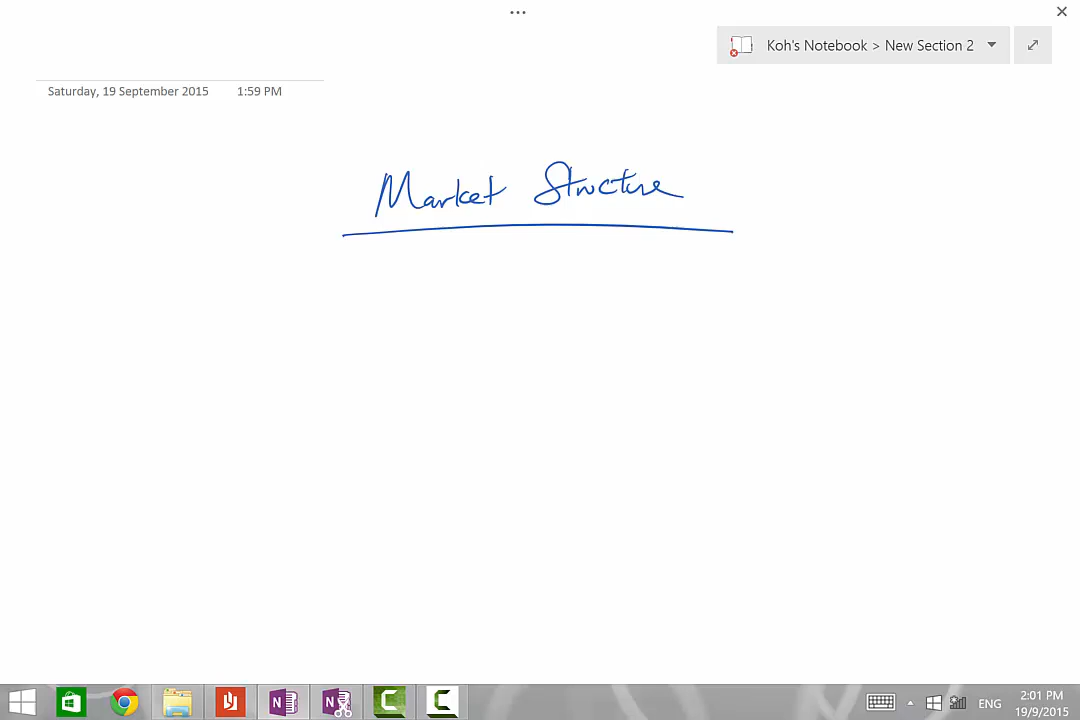 Koh's Notebook > New Section 2
Saturday, 19 September 2015 1:59 PM
Market Structure
ENG
2:01 PM
19/9/2015